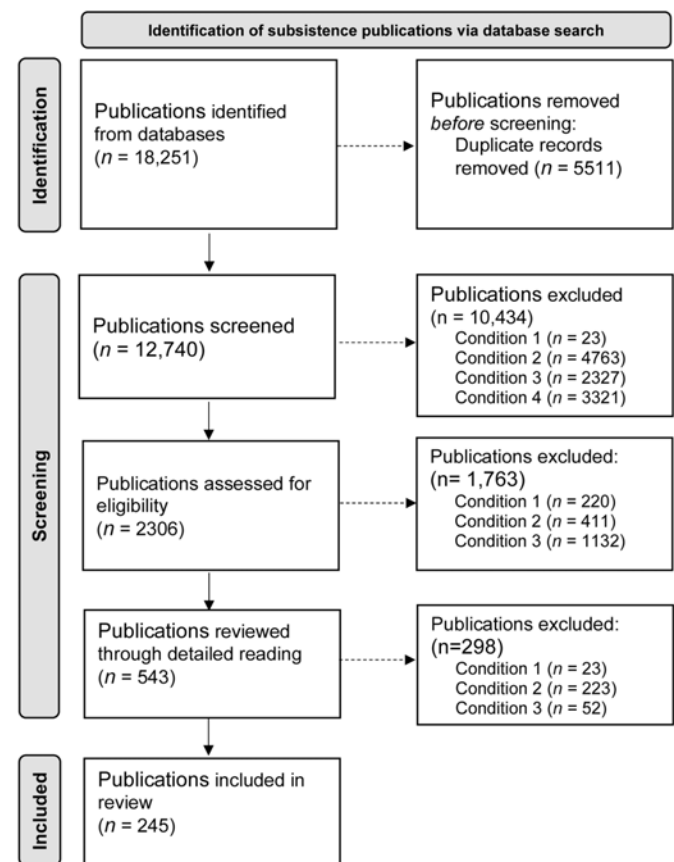 Identification of subsistence publications via database search
Identification
Publications identified
from databases
(n = 18,251)
Publications removed
before screening:
Duplicate records
removed (n = 5511)
Screening
Publications screened
(n = 12,740)
Publications excluded
(n = 10,434)
Condition 1 (n = 23)
Condition 2 (n = 4763)
Condition 3 (n = 2327)
Condition 4 (n = 3321)
Publications assessed for
eligibility
(n = 2306)
Publications excluded:
(n= 1,763)
Condition 1 (n = 220)
Condition 2 (n = 411)
Condition 3 (n = 1132)
Publications reviewed
through detailed reading
(n = 543)
Publications excluded:
(n=298)
Condition 1 (n = 23)
Condition 2 (n = 223)
Condition 3 (n = 52)
Included
Publications included in
review
(n = 245)